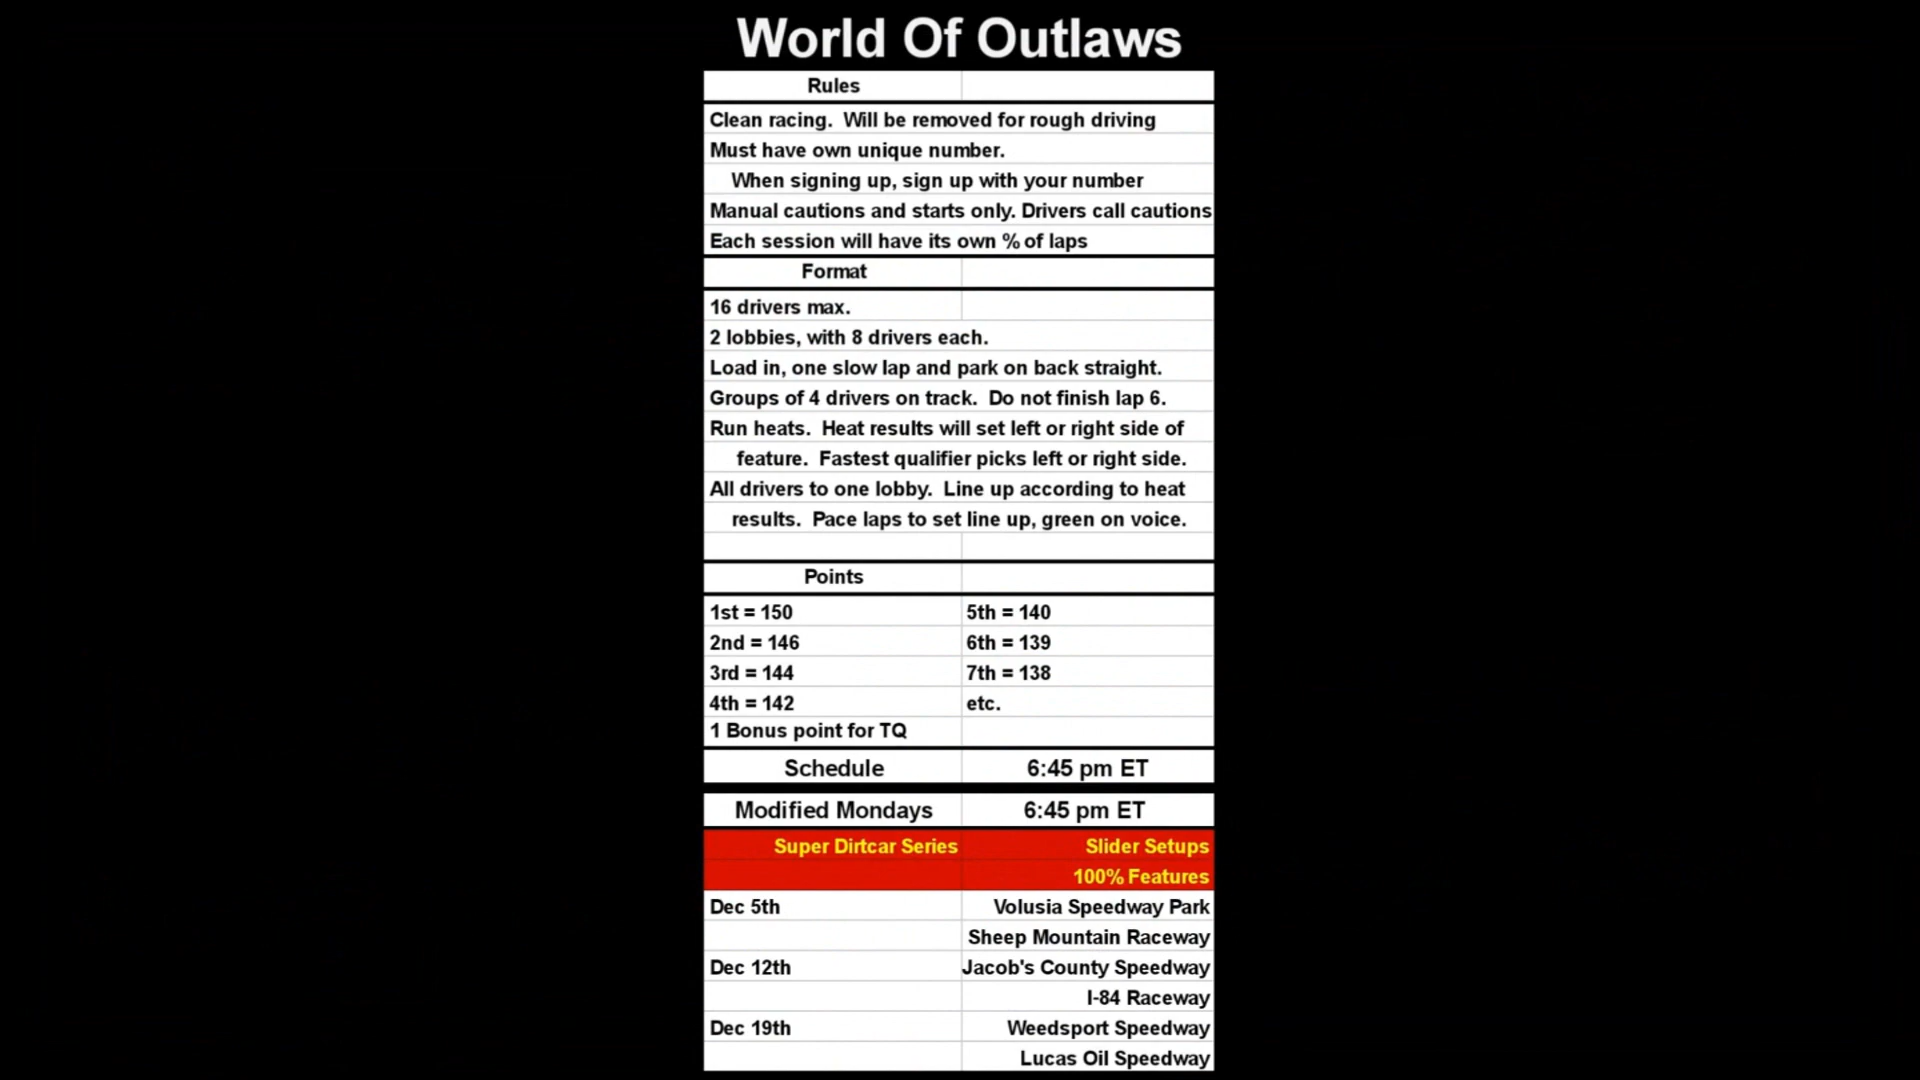 World Of Outlaws
Rules
Clean racing.  Will be removed for rough driving
Must have own unique number.
When signing up, sign up with your number
Manual cautions and starts only. Drivers call cautions
Each session will have its own % of laps
Format
16 drivers max.
2 lobbies, with 8 drivers each.
Load in, one slow lap and park on back straight.
Groups of 4 drivers on track.  Do not finish lap 6.
Run heats.  Heat results will set left or right side of
feature.  Fastest qualifier picks left or right side.
All drivers to one lobby.  Line up according to heat
results.  Pace laps to set line up, green on voice.
Points
1st = 150 5th = 140
2nd = 146 6th = 139
3rd = 144 7th = 138
4th = 142 etc.
1 Bonus point for TQ
Schedule 6:45 pm ET
Modified Mondays 6:45 pm ET
Super Dirtcar Series Slider Setups
100% Features
Dec 5th Volusia Speedway Park
Sheep Mountain Raceway
Dec 12th Jacob's County Speedway
I-84 Raceway
Dec 19th Weedsport Speedway
Lucas Oil Speedway